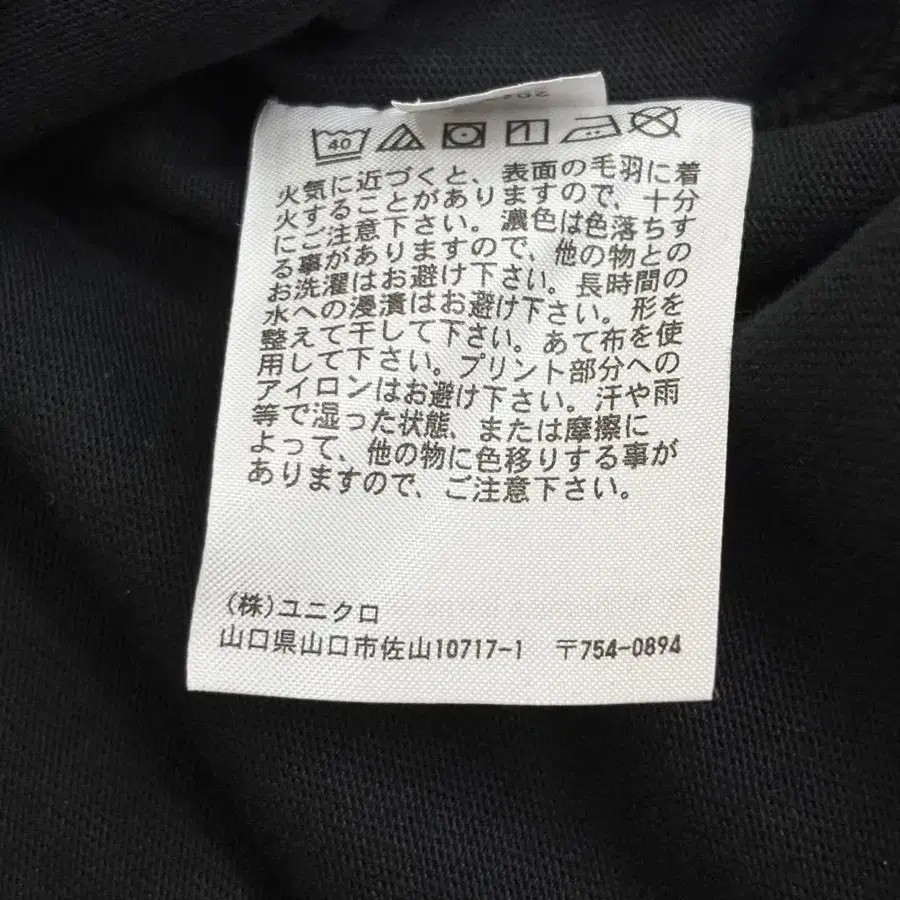 40
火気に近づくと、表面の毛羽に着
火することがありますので、十分
にご注意下さい。濃色は色落ちす
る事がありますので、他の物との
お洗濯はお避け下さい。長時間の
水への浸漬はお避け下さい。形を
整えて干して下さい。あて布を使
用して下さい。プリント部分への
アイロンはお避け下さい。汗や雨
等で湿った状態、または摩擦に
よって、他の物に色移りする事が
ありますので、ご注意下さい。
(株)ユニクロ
山口県山口市佐山10717-1 〒754-0894